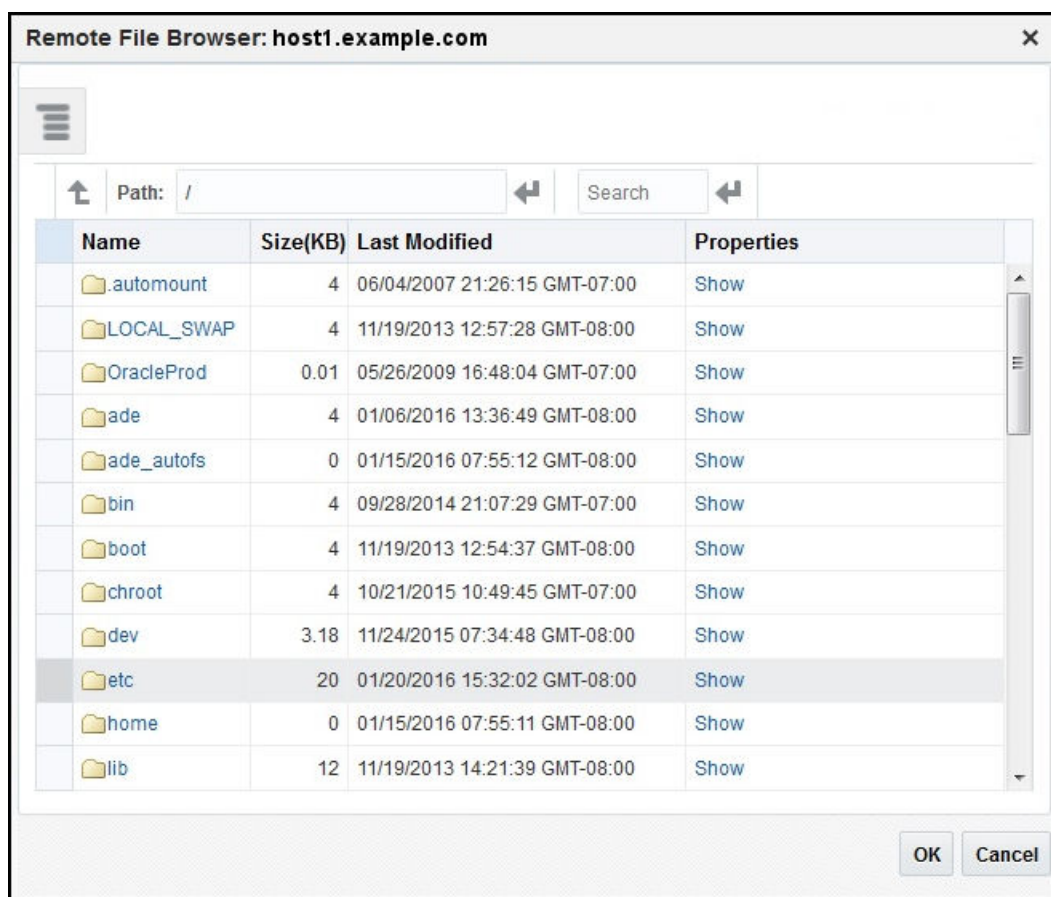 Remote File Browser: host1.example.com
Path: / Search
Name Size(KB) Last Modified Properties
.automount 4 06/04/2007 21:26:15 GMT-07:00 Show
LOCAL_SWAP 4 11/19/2013 12:57:28 GMT-08:00 Show
OracleProd 0.01 05/26/2009 16:48:04 GMT-07:00 Show
ade 4 01/06/2016 13:36:49 GMT-08:00 Show
ade_autofs 0 01/15/2016 07:55:12 GMT-08:00 Show
bin 4 09/28/2014 21:07:29 GMT-07:00 Show
boot 4 11/19/2013 12:54:37 GMT-08:00 Show
chroot 4 10/21/2015 10:49:45 GMT-07:00 Show
dev 3.18 11/24/2015 07:34:48 GMT-08:00 Show
etc 20 01/20/2016 15:32:02 GMT-08:00 Show
home 0 01/15/2016 07:55:11 GMT-08:00 Show
lib 12 11/19/2013 14:21:39 GMT-08:00 Show
OK Cancel